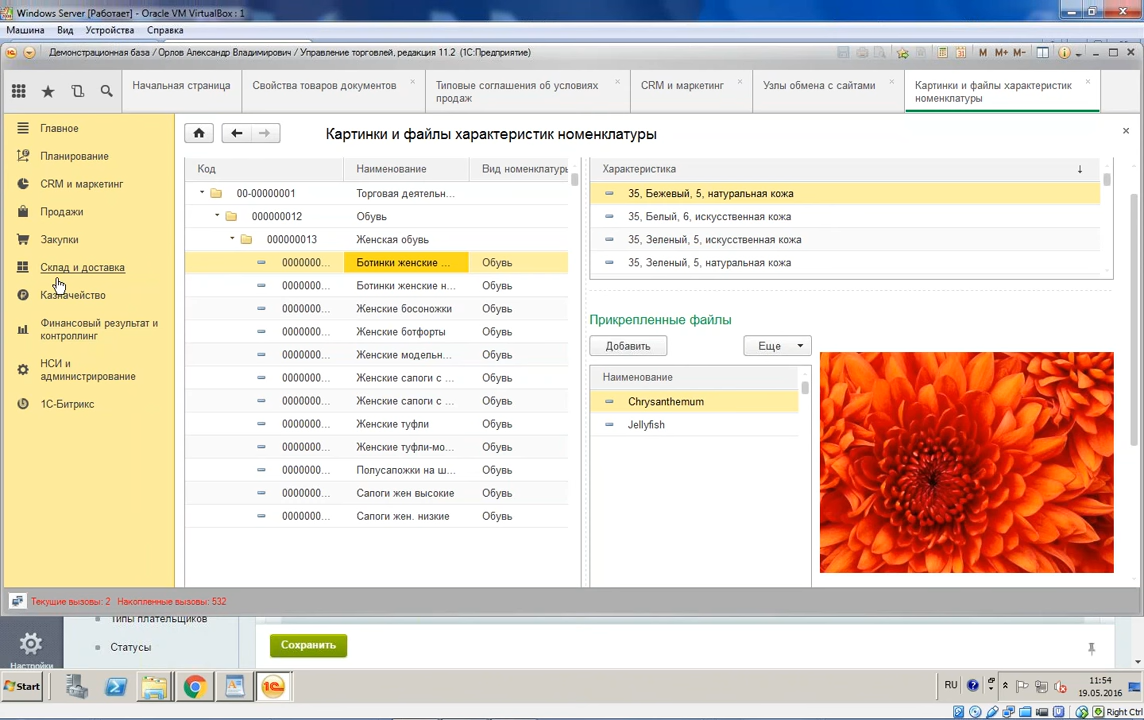 Windows Server [Работает] - Oracle VM VirtualBox : 1
Машина Вид Устройства Справка
Демонстрационная база / Орлов Александр Владимирович / Управление торговлей, редакция 11.2 (1С:Предприятие)
M M+ M-
Начальная страница
Свойства товаров документов
Типовые соглашения об условиях
продаж
CRM и маркетинг
Узлы обмена с сайтами
Картинки и файлы характеристик
номенклатуры
Главное
Планирование
CRM и маркетинг
Продажи
Закупки
Склад и доставка
Казначейство
Финансовый результат и
контроллинг
НСИ и
администрирование
1С-Битрикс
Картинки и файлы характеристик номенклатуры
Код Наименование Вид номенклатуры
00-00000001 Торговая деятельн...
000000012 Обувь
000000013 Женская обувь
0000000... Ботинки женские ... Обувь
0000000... Ботинки женские н... Обувь
0000000... Женские босоножки Обувь
0000000... Женские ботфорты Обувь
0000000... Женские модельн... Обувь
0000000... Женские сапоги с ... Обувь
0000000... Женские сапоги с ... Обувь
0000000... Женские туфли Обувь
0000000... Женские туфли-мо... Обувь
0000000... Полусапожки на ш... Обувь
0000000... Сапоги жен высокие Обувь
0000000... Сапоги жен. низкие Обувь
Характеристика
35, Бежевый, 5, натуральная кожа
35, Белый, 6, искусственная кожа
35, Зеленый, 5, искусственная кожа
35, Зеленый, 5, натуральная кожа
Прикрепленные файлы
Добавить Еще
Наименование
Chrysanthemum
Jellyfish
Текущие вызовы: 2 Накопленные вызовы: 532
Настройки
Типы плательщиков
Статусы
Сохранить
Start
RU
11:54
19.05.2016
Right Ctrl